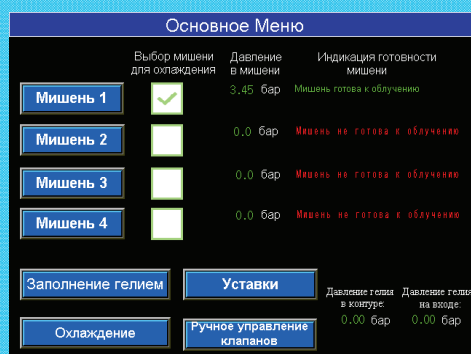 Основное Меню
Выбор мишени
для охлаждения
Давление
в мишени
Индикация готовности
мишени
Мишень 1
3.45 бар
Мишень готова к облучению
Мишень 2
0.0 бар
Мишень не готова к облучению
Мишень 3
0.0 бар
Мишень не готова к облучению
Мишень 4
0.0 бар
Мишень не готова к облучению
Заполнение гелием
Уставки
Давление гелия
в контуре:
Давление гелия
на входе:
0.00 бар
0.00 бар
Охлаждение
Ручное управление
клапанов